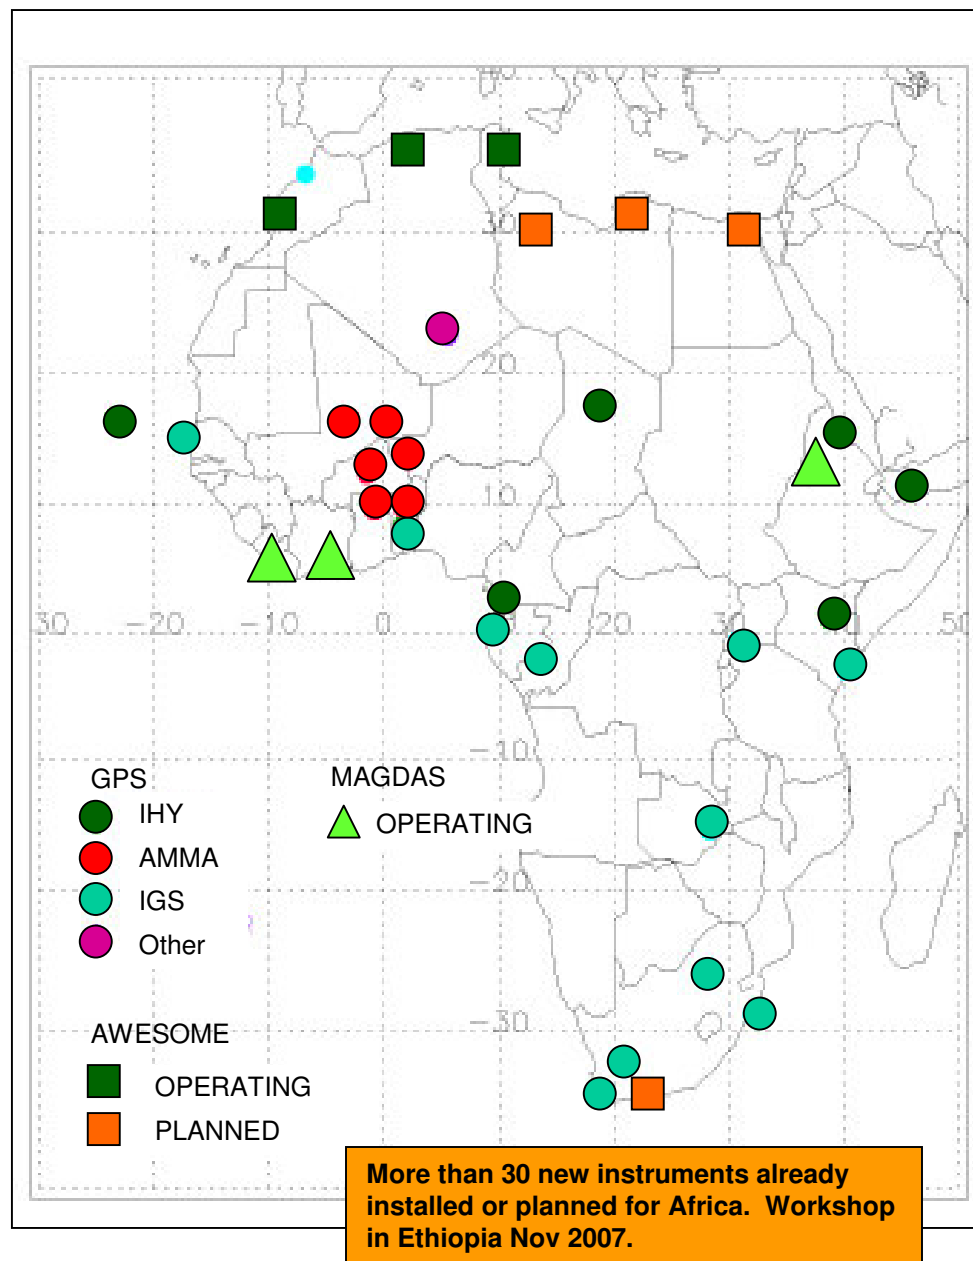 30
20
10
30
-20
-10
0
20
30
50
-10
GPS
IHY
AMMA
IGS
Other
MAGDAS
OPERATING
-20
-30
AWESOME
OPERATING
PLANNED
More than 30 new instruments already
installed or planned for Africa. Workshop
in Ethiopia Nov 2007.